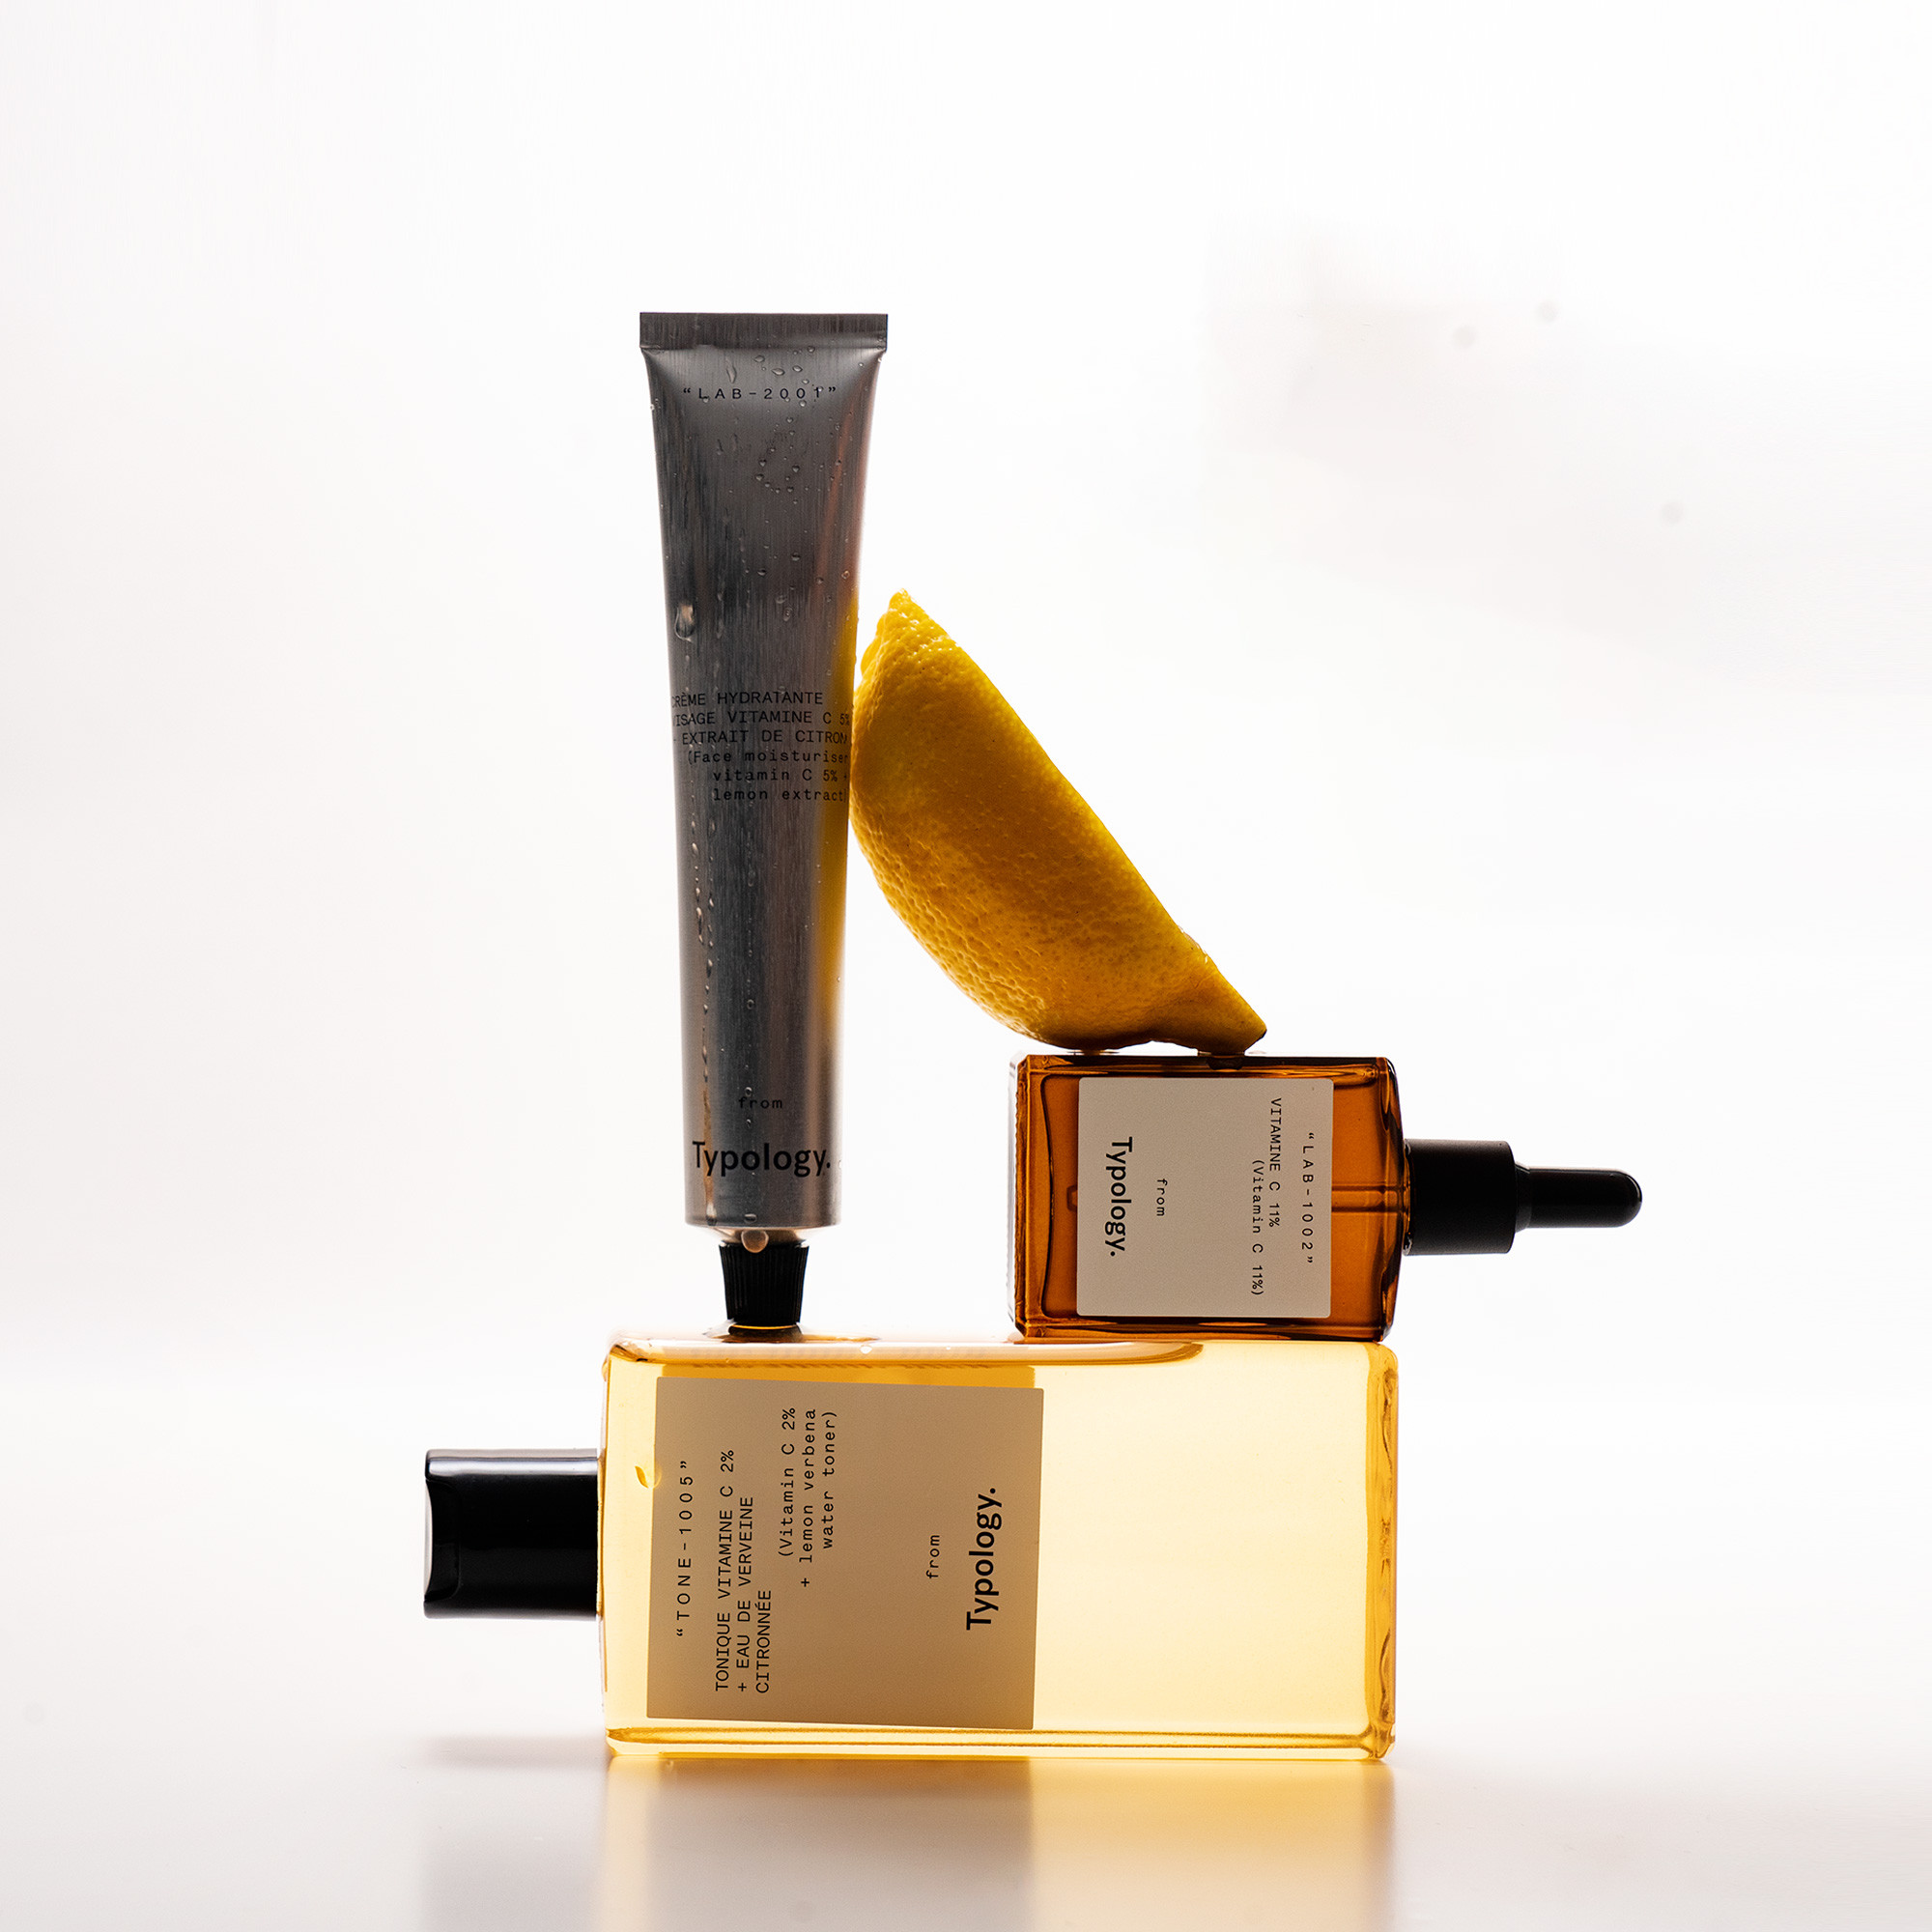 “LAB-2001”
CRÈME HYDRATANTE
VISAGE VITAMINE C 5%
+ EXTRAIT DE CITRON
(Face moisturiser
vitamin C 5% +
lemon extract)
from
Typology.
“LAB-1002”
VITAMINE C 11%
(Vitamin C 11%)
from
Typology.
“TONE-1005”
TONIQUE VITAMINE C 2%
+ EAU DE VERVEINE
CITRONNÉE
(Vitamin C 2%
+ lemon verbena
water toner)
from
Typology.